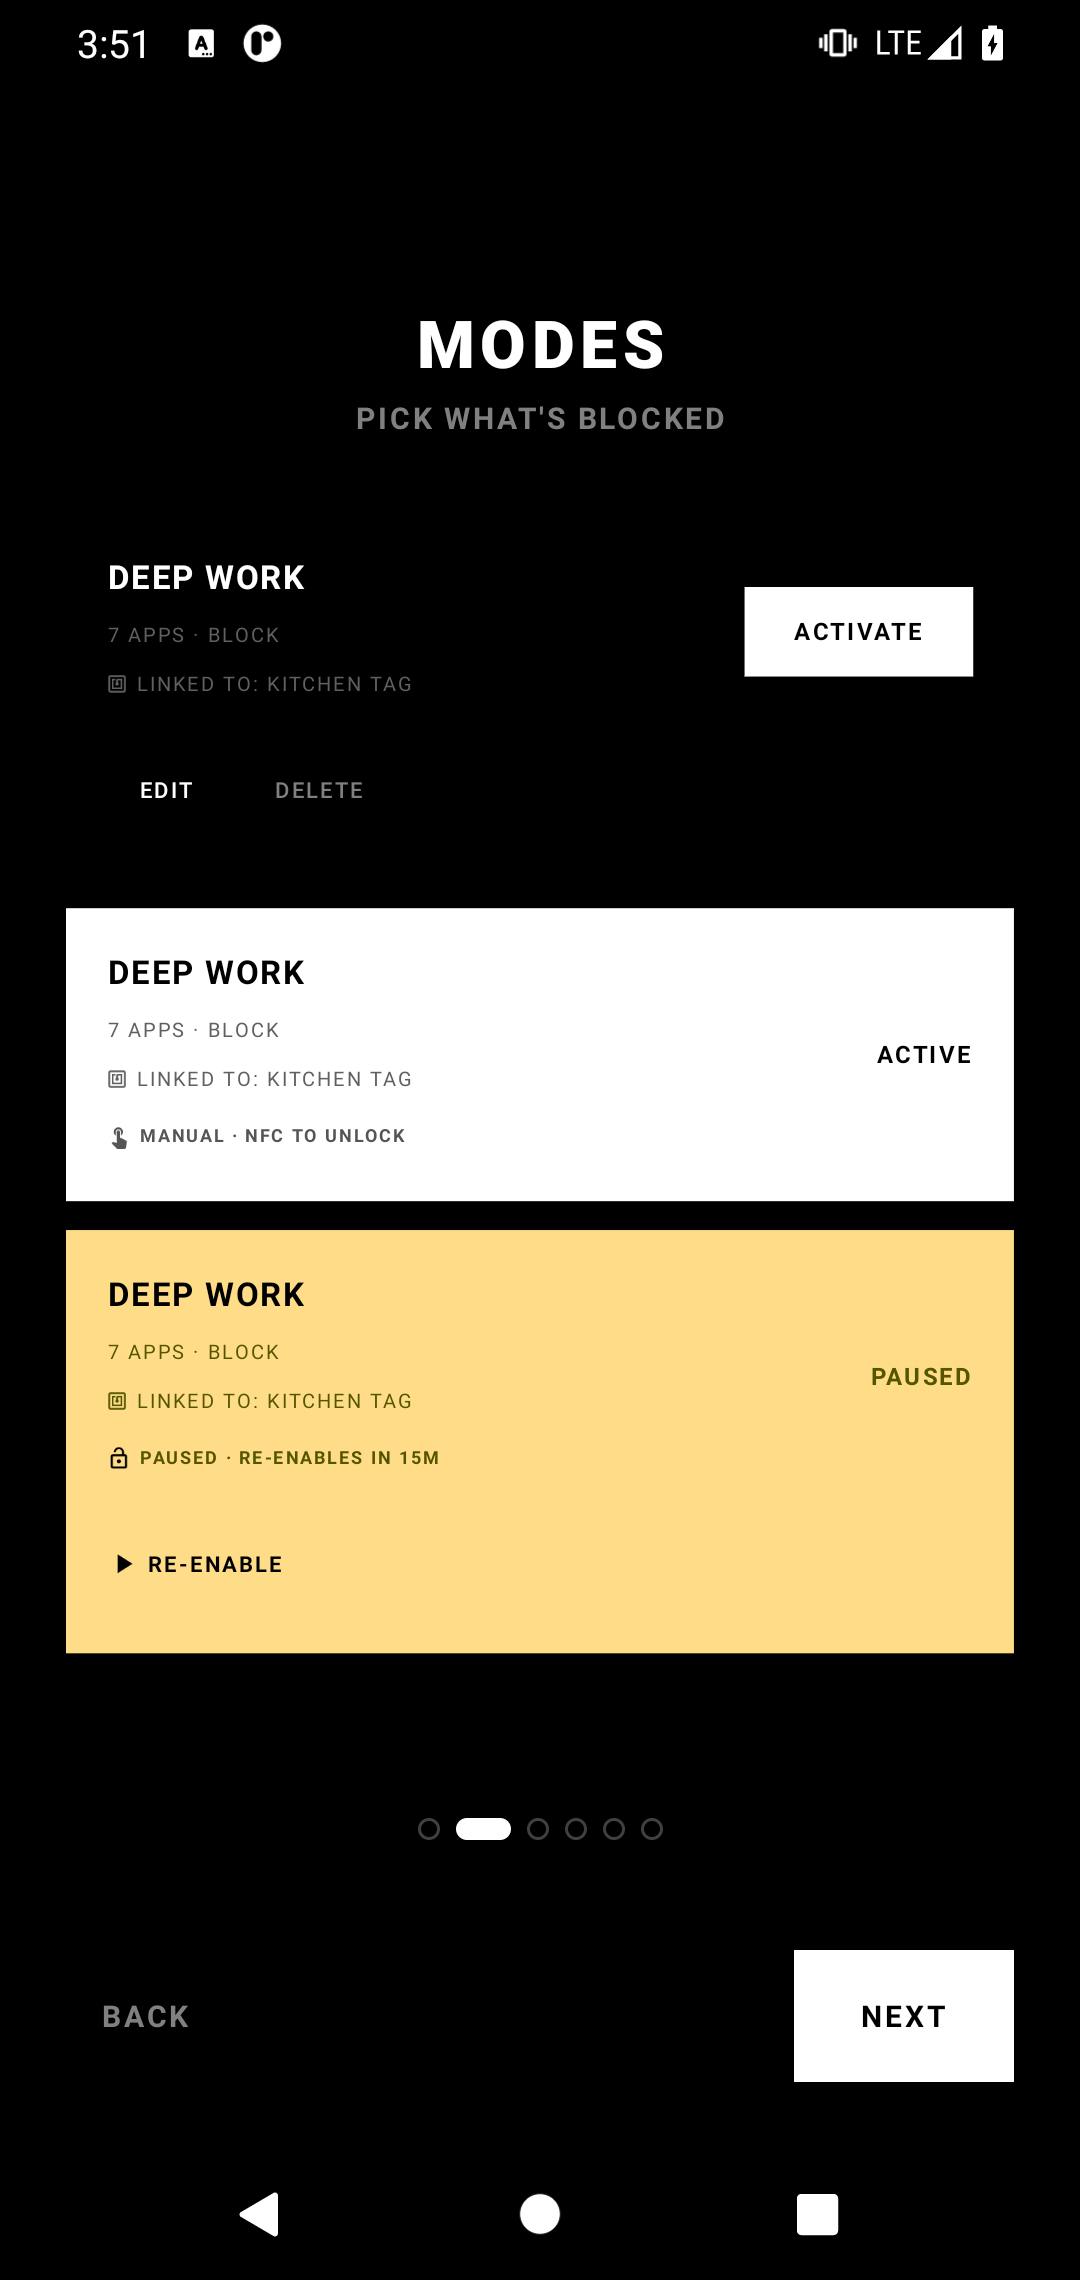 3:51 LTE
MODES
PICK WHAT'S BLOCKED
DEEP WORK
7 APPS · BLOCK
LINKED TO: KITCHEN TAG
ACTIVATE
EDIT DELETE
DEEP WORK
7 APPS · BLOCK
LINKED TO: KITCHEN TAG
MANUAL · NFC TO UNLOCK
ACTIVE
DEEP WORK
7 APPS · BLOCK
LINKED TO: KITCHEN TAG
PAUSED · RE-ENABLES IN 15M
PAUSED
RE-ENABLE
BACK NEXT